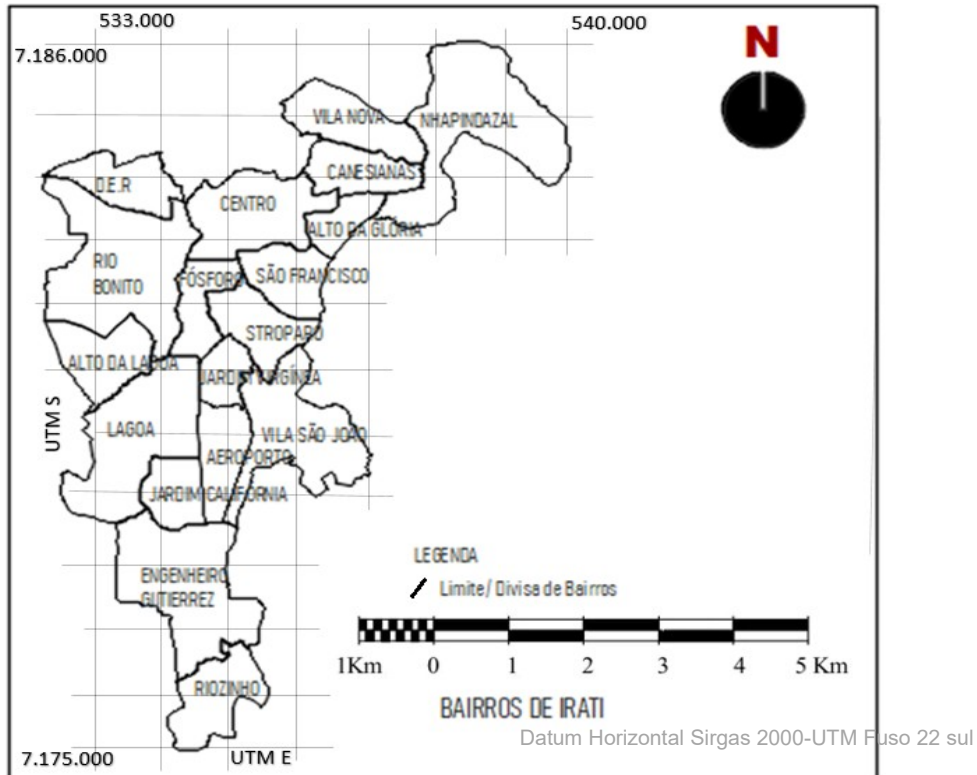 533.000
540.000
7.186.000
N
VILA NOVA
NHAPINDAZAL
CANESIANAS
D.E.R
CENTRO
ALTO DA GLÓRIA
RIO
BONITO
FÓSFORO
SÃO FRANCISCO
STROPARO
ALTO DA LAGOA
JARDIM VIRGÍNEA
UTM S
LAGOA
VILA SÃO JOAO
AEROPORTO
JARDIM CALIFORNIA
ENGENHEIRO
GUTIERREZ
RIOZINHO
LEGENDA
Limite/ Divisa de Bairros
1Km 0 1 2 3 4 5 Km
BAIRROS DE IRATI
Datum Horizontal Sirgas 2000-UTM Fuso 22 sul
7.175.000
UTM E